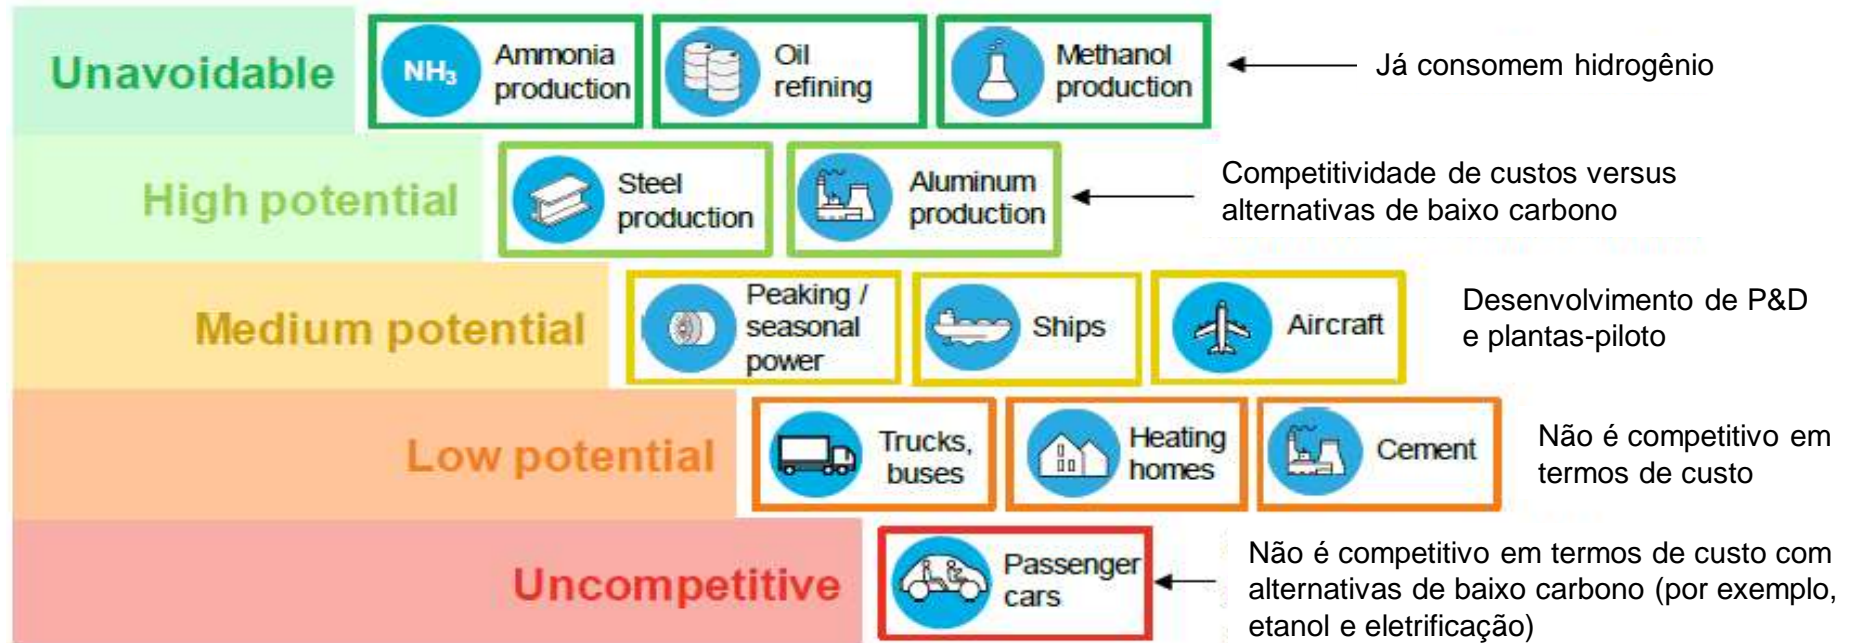 Unavoidable
NH₃
Ammonia
production
Oil
refining
Methanol
production
Já consomem hidrogênio
High potential
Steel
production
Aluminum
production
Competitividade de custos versus
alternativas de baixo carbono
Medium potential
Peaking /
seasonal
power
Ships
Aircraft
Desenvolvimento de P&D
e plantas-piloto
Low potential
Trucks,
buses
Heating
homes
Cement
Não é competitivo em
termos de custo
Uncompetitive
Passenger
cars
Não é competitivo em termos de custo com
alternativas de baixo carbono (por exemplo,
etanol e eletrificação)